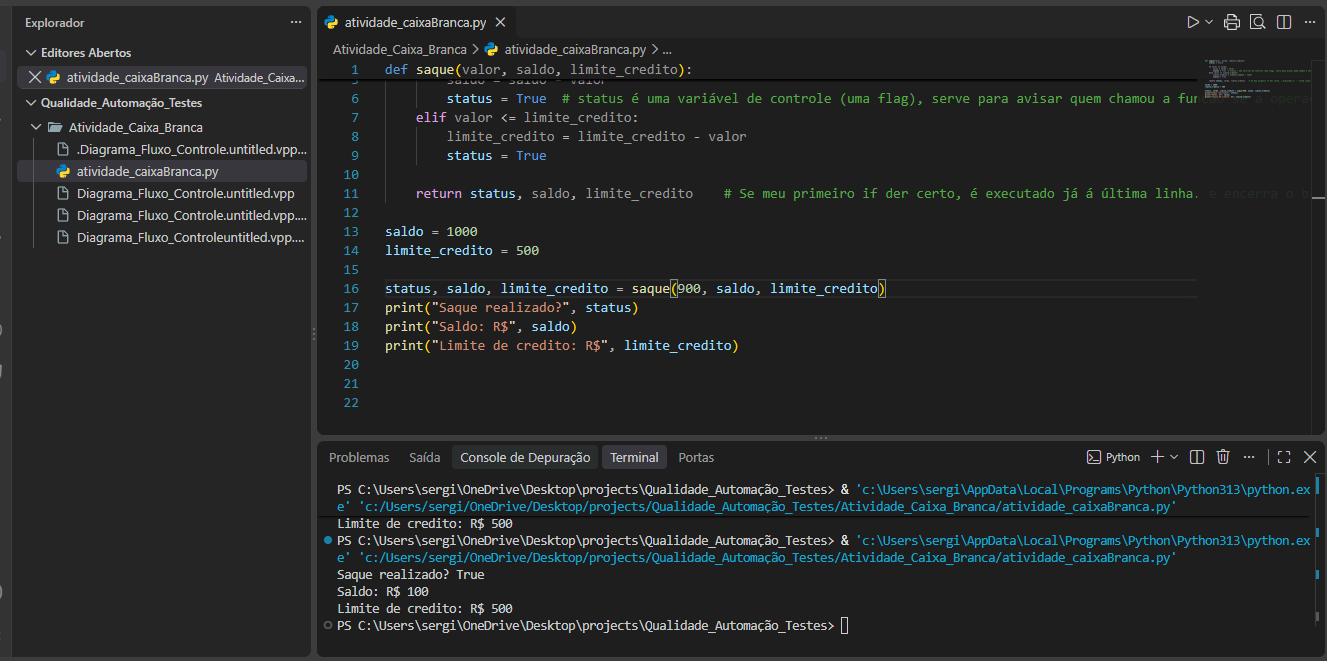 Explorador
Editores Abertos
atividade_caixaBranca.py Atividade_Caixa...
Qualidade_Automação_Testes
Atividade_Caixa_Branca
.Diagrama_Fluxo_Controle.untitled.vpp...
atividade_caixaBranca.py
Diagrama_Fluxo_Controle.untitled.vpp
Diagrama_Fluxo_Controle.untitled.vpp....
Diagrama_Fluxo_Controleuntitled.vpp....
atividade_caixaBranca.py
Atividade_Caixa_Branca > atividade_caixaBranca.py > ...
1 def saque(valor, saldo, limite_credito):
6 status = True # status é uma variável de controle (uma flag), serve para avisar quem chamou a fun
7 elif valor <= limite_credito:
8 limite_credito = limite_credito - valor
9 status = True
10
11 return status, saldo, limite_credito # Se meu primeiro if der certo, é executado já á última linha. e encerra o b
12
13 saldo = 1000
14 limite_credito = 500
15
16 status, saldo, limite_credito = saque(900, saldo, limite_credito)
17 print("Saque realizado?", status)
18 print("Saldo: R$", saldo)
19 print("Limite de credito: R$", limite_credito)
20
21
22
Problemas Saída Console de Depuração Terminal Portas
Python
PS C:\Users\sergi\OneDrive\Desktop\projects\Qualidade_Automação_Testes> & 'c:\Users\sergi\AppData\Local\Programs\Python\Python313\python.ex
e' 'c:/Users/sergi/OneDrive/Desktop/projects/Qualidade_Automação_Testes/Atividade_Caixa_Branca/atividade_caixaBranca.py'
Limite de credito: R$ 500
PS C:\Users\sergi\OneDrive\Desktop\projects\Qualidade_Automação_Testes> & 'c:\Users\sergi\AppData\Local\Programs\Python\Python313\python.ex
e' 'c:/Users/sergi/OneDrive/Desktop/projects/Qualidade_Automação_Testes/Atividade_Caixa_Branca/atividade_caixaBranca.py'
Saque realizado? True
Saldo: R$ 100
Limite de credito: R$ 500
PS C:\Users\sergi\OneDrive\Desktop\projects\Qualidade_Automação_Testes>